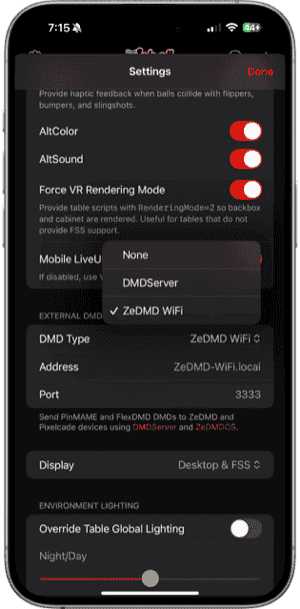 7:15
44
Settings
Done
Provide haptic feedback when balls collide with flippers,
bumpers, and slingshots.
AltColor
AltSound
Force VR Rendering Mode
Provide table scripts with RenderingMode=2 so backbox
and cabinet are rendered. Useful for tables that do not
provide FSS support.
Mobile LiveU
If disabled, use V
None
DMDServer
✓ ZeDMD WiFi
EXTERNAL DMD
DMD Type ZeDMD WiFi
Address ZeDMD-WiFi.local
Port 3333
Send PinMAME and FlexDMD DMDs to ZeDMD and
Pixelcade devices using DMDServer and ZeDMDOS.
Display Desktop & FSS
ENVIRONMENT LIGHTING
Override Table Global Lighting
Night/Day